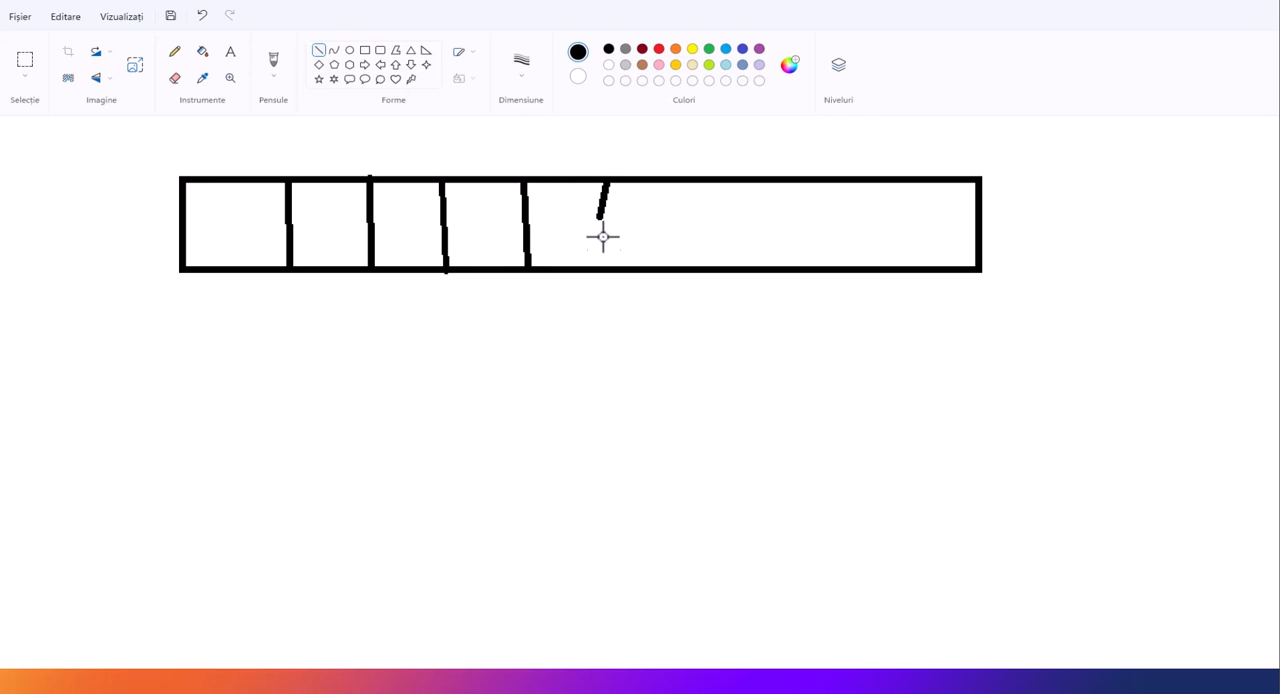 Fișier Editare Vizualizați
Selecție Imagine Instrumente Pensule Forme Dimensiune Culori Niveluri